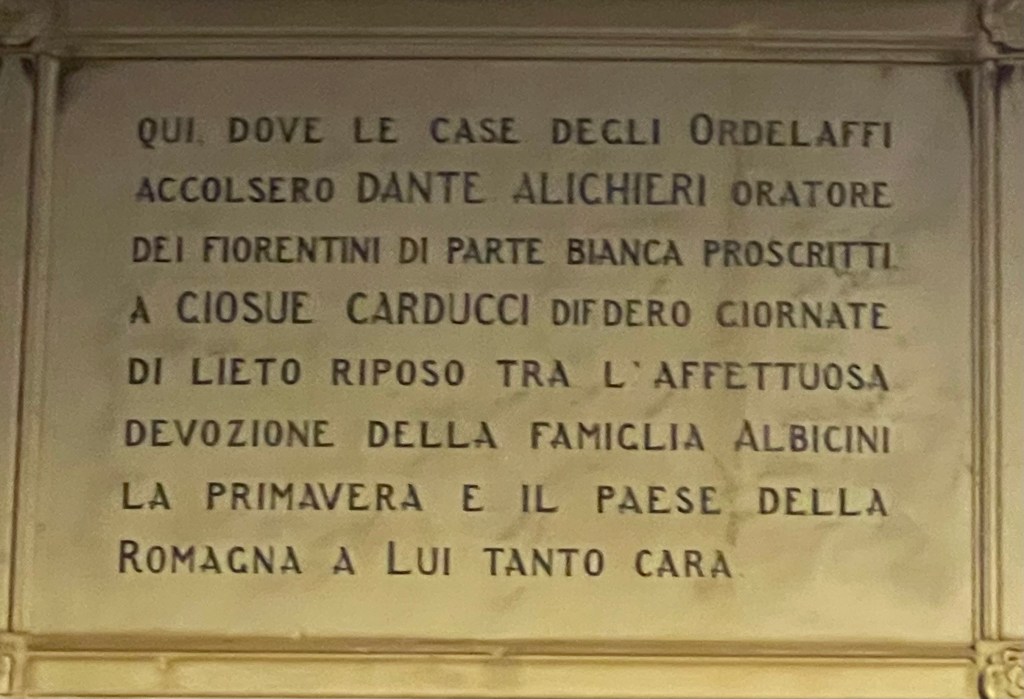 QUI, DOVE LE CASE DEGLI ORDELAFFI
ACCOLSERO DANTE ALIGHIERI ORATORE
DEI FIORENTINI DI PARTE BIANCA PROSCRITTI
A GIOSUE CARDUCCI DIEDERO GIORNATE
DI LIETO RIPOSO TRA L'AFFETTUOSA
DEVOZIONE DELLA FAMIGLIA ALBICINI
LA PRIMAVERA E IL PAESE DELLA
ROMAGNA A LUI TANTO CARA